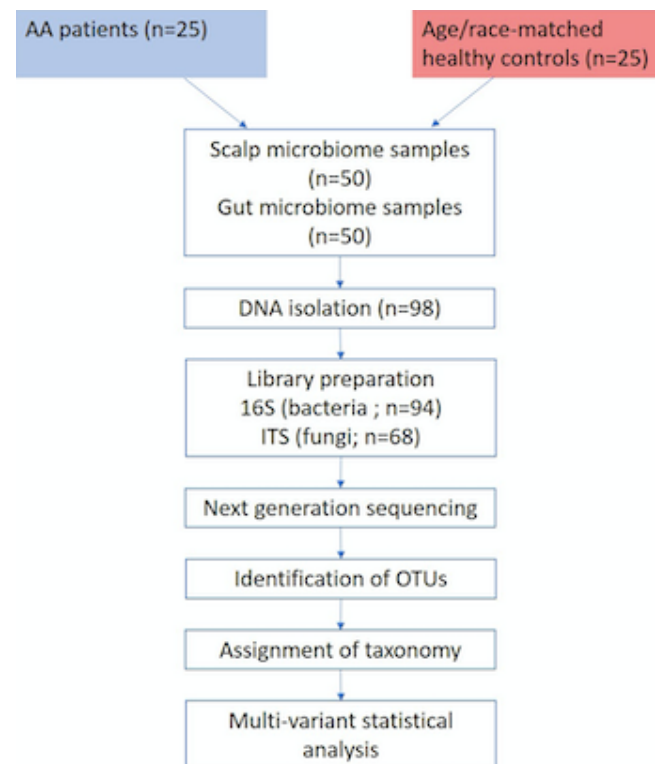 AA patients (n=25)
Age/race-matched
healthy controls (n=25)
Scalp microbiome samples
(n=50)
Gut microbiome samples
(n=50)
DNA isolation (n=98)
Library preparation
16S (bacteria ; n=94)
ITS (fungi; n=68)
Next generation sequencing
Identification of OTUs
Assignment of taxonomy
Multi-variant statistical
analysis